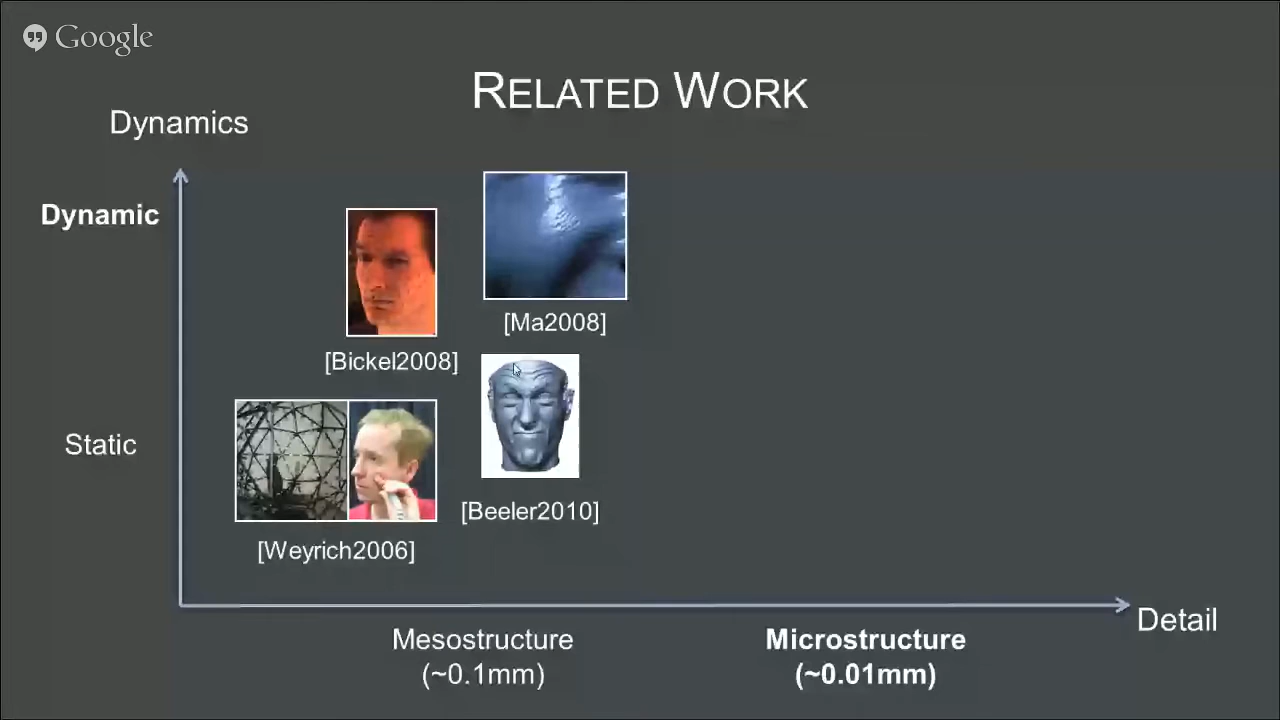 Google
RELATED WORK
Dynamics
Dynamic
[Ma2008]
[Bickel2008]
Static
[Beeler2010]
[Weyrich2006]
Detail
Mesostructure
(~0.1mm)
Microstructure
(~0.01mm)